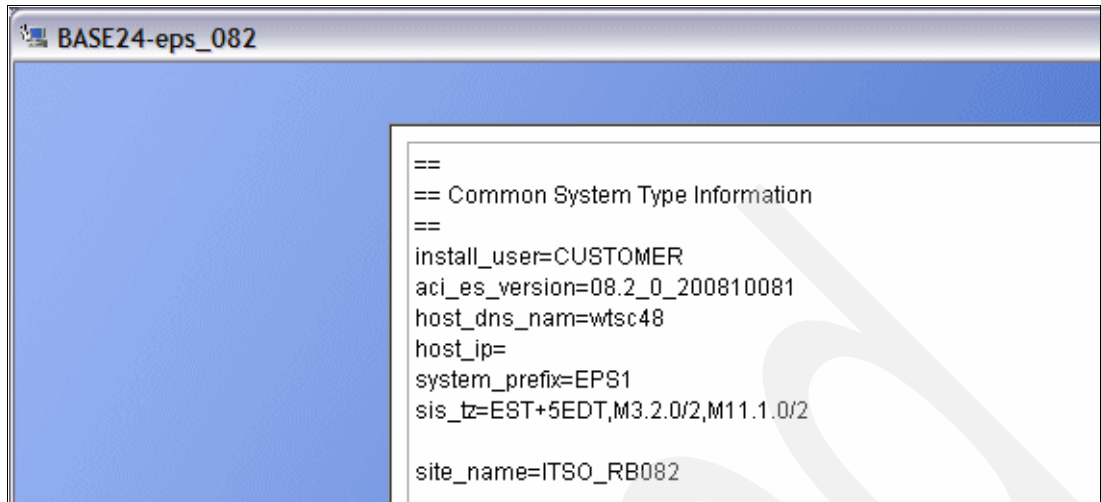 BASE24-eps_082
==
== Common System Type Information
==
install_user=CUSTOMER
aci_es_version=08.2_0_200810081
host_dns_nam=wtsc48
host_ip=
system_prefix=EPS1
sis_tz=EST+5EDT,M3.2.0/2,M11.1.0/2
site_name=ITSO_RB082